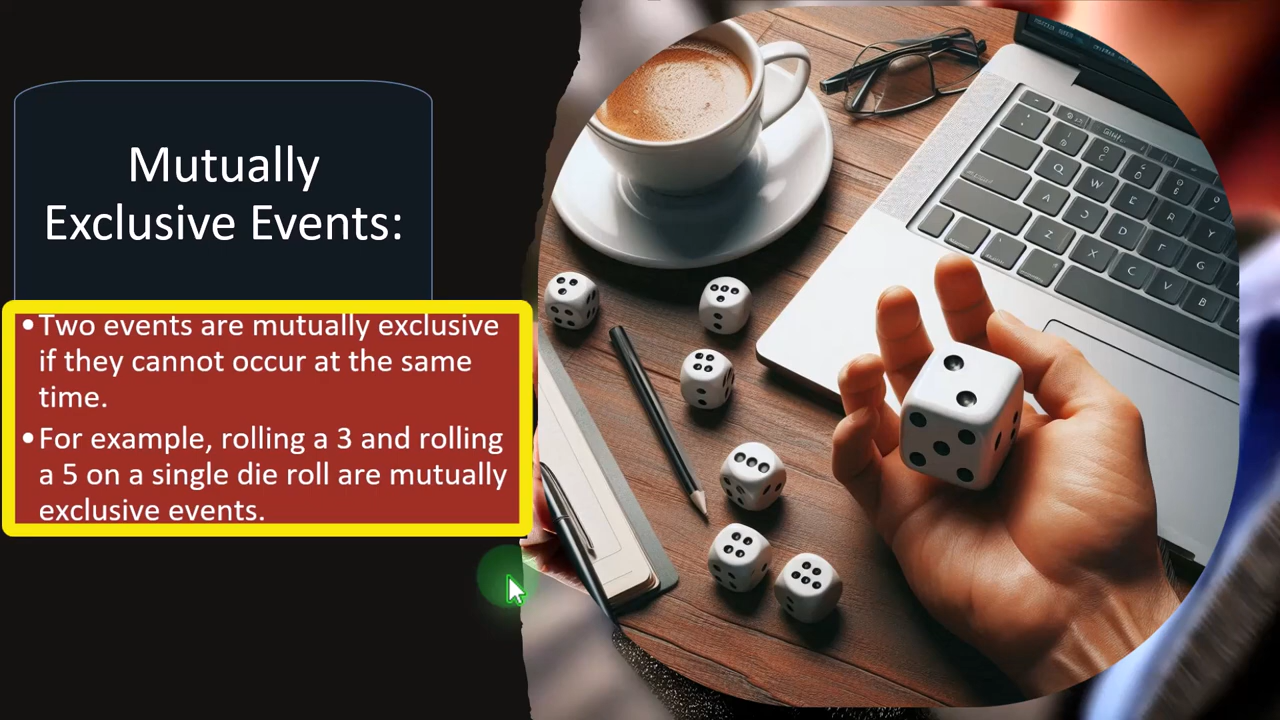 Mutually
Exclusive Events:
•Two events are mutually exclusive
if they cannot occur at the same
time.
•For example, rolling a 3 and rolling
a 5 on a single die roll are mutually
exclusive events.
Q W E R Y
A J D F G
Z X C V B